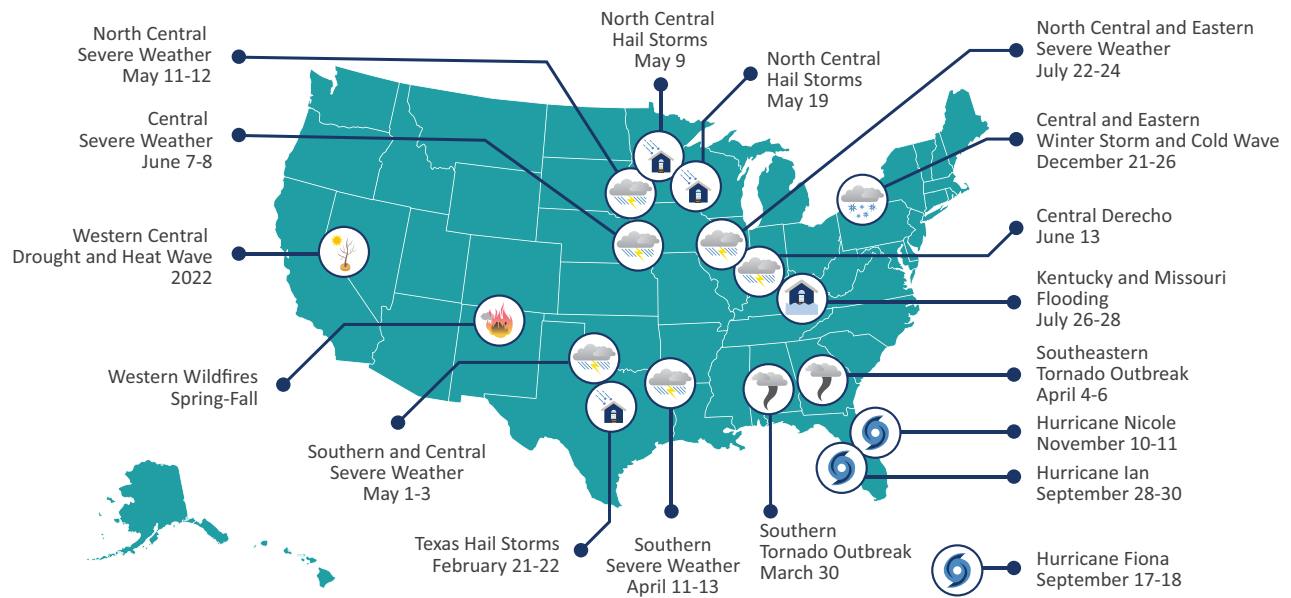 North Central
Severe Weather
May 11-12
Central
Severe Weather
June 7-8
Western Central
Drought and Heat Wave
2022
Western Wildfires
Spring-Fall
Southern and Central
Severe Weather
May 1-3
Texas Hail Storms
February 21-22
Southern
Severe Weather
April 11-13
Southern
Tornado Outbreak
March 30
North Central
Hail Storms
May 9
North Central
Hail Storms
May 19
North Central and Eastern
Severe Weather
July 22-24
Central and Eastern
Winter Storm and Cold Wave
December 21-26
Central Derecho
June 13
Kentucky and Missouri
Flooding
July 26-28
Southeastern
Tornado Outbreak
April 4-6
Hurricane Nicole
November 10-11
Hurricane Ian
September 28-30
Hurricane Fiona
September 17-18